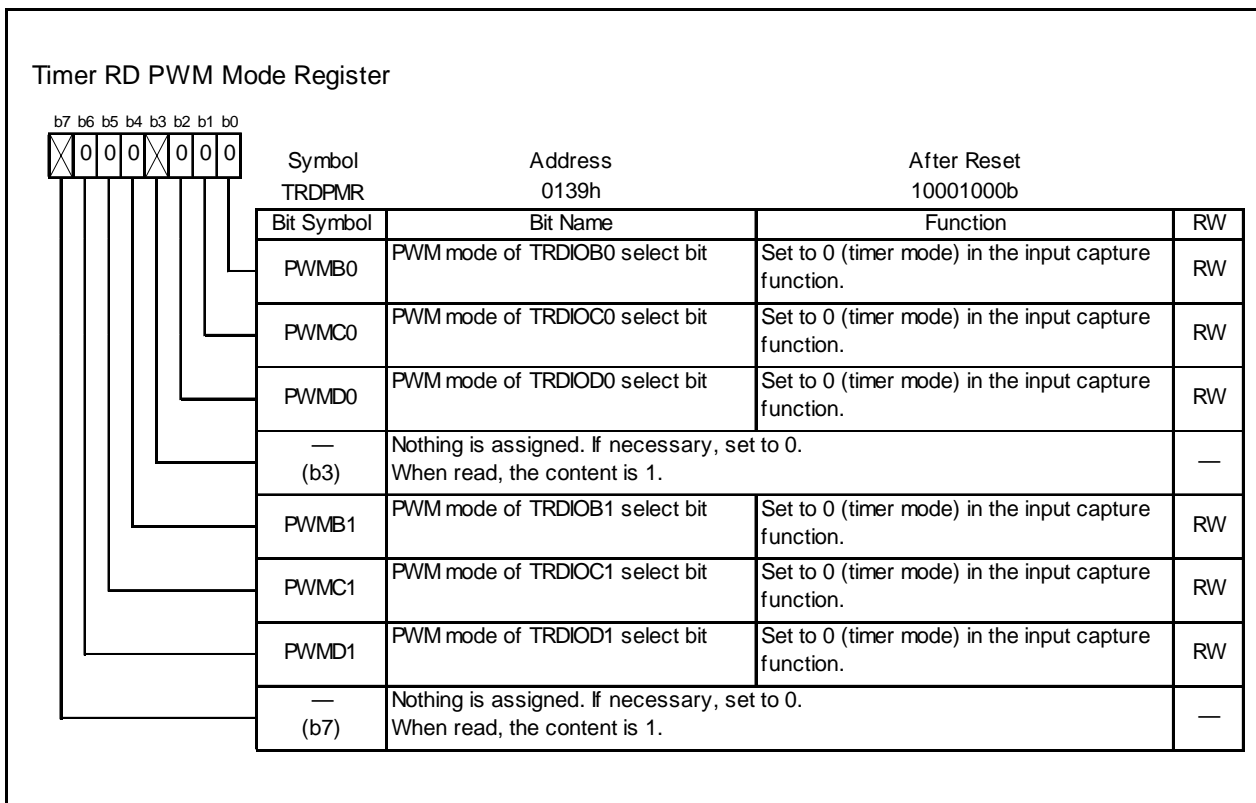 Timer RD PWM Mode Register
b7 b6 b5 b4 b3 b2 b1 b0
0 0 0 0 0 0
Symbol Address After Reset
TRDPMR 0139h 10001000b
Bit Symbol Bit Name Function RW
PWMB0 PWM mode of TRDIOB0 select bit Set to 0 (timer mode) in the input capture RW
function.
PWMC0 PWM mode of TRDIOC0 select bit Set to 0 (timer mode) in the input capture RW
function.
PWMD0 PWM mode of TRDIOD0 select bit Set to 0 (timer mode) in the input capture RW
function.
— Nothing is assigned. If necessary, set to 0. —
(b3) When read, the content is 1.
PWMB1 PWM mode of TRDIOB1 select bit Set to 0 (timer mode) in the input capture RW
function.
PWMC1 PWM mode of TRDIOC1 select bit Set to 0 (timer mode) in the input capture RW
function.
PWMD1 PWM mode of TRDIOD1 select bit Set to 0 (timer mode) in the input capture RW
function.
— Nothing is assigned. If necessary, set to 0. —
(b7) When read, the content is 1.